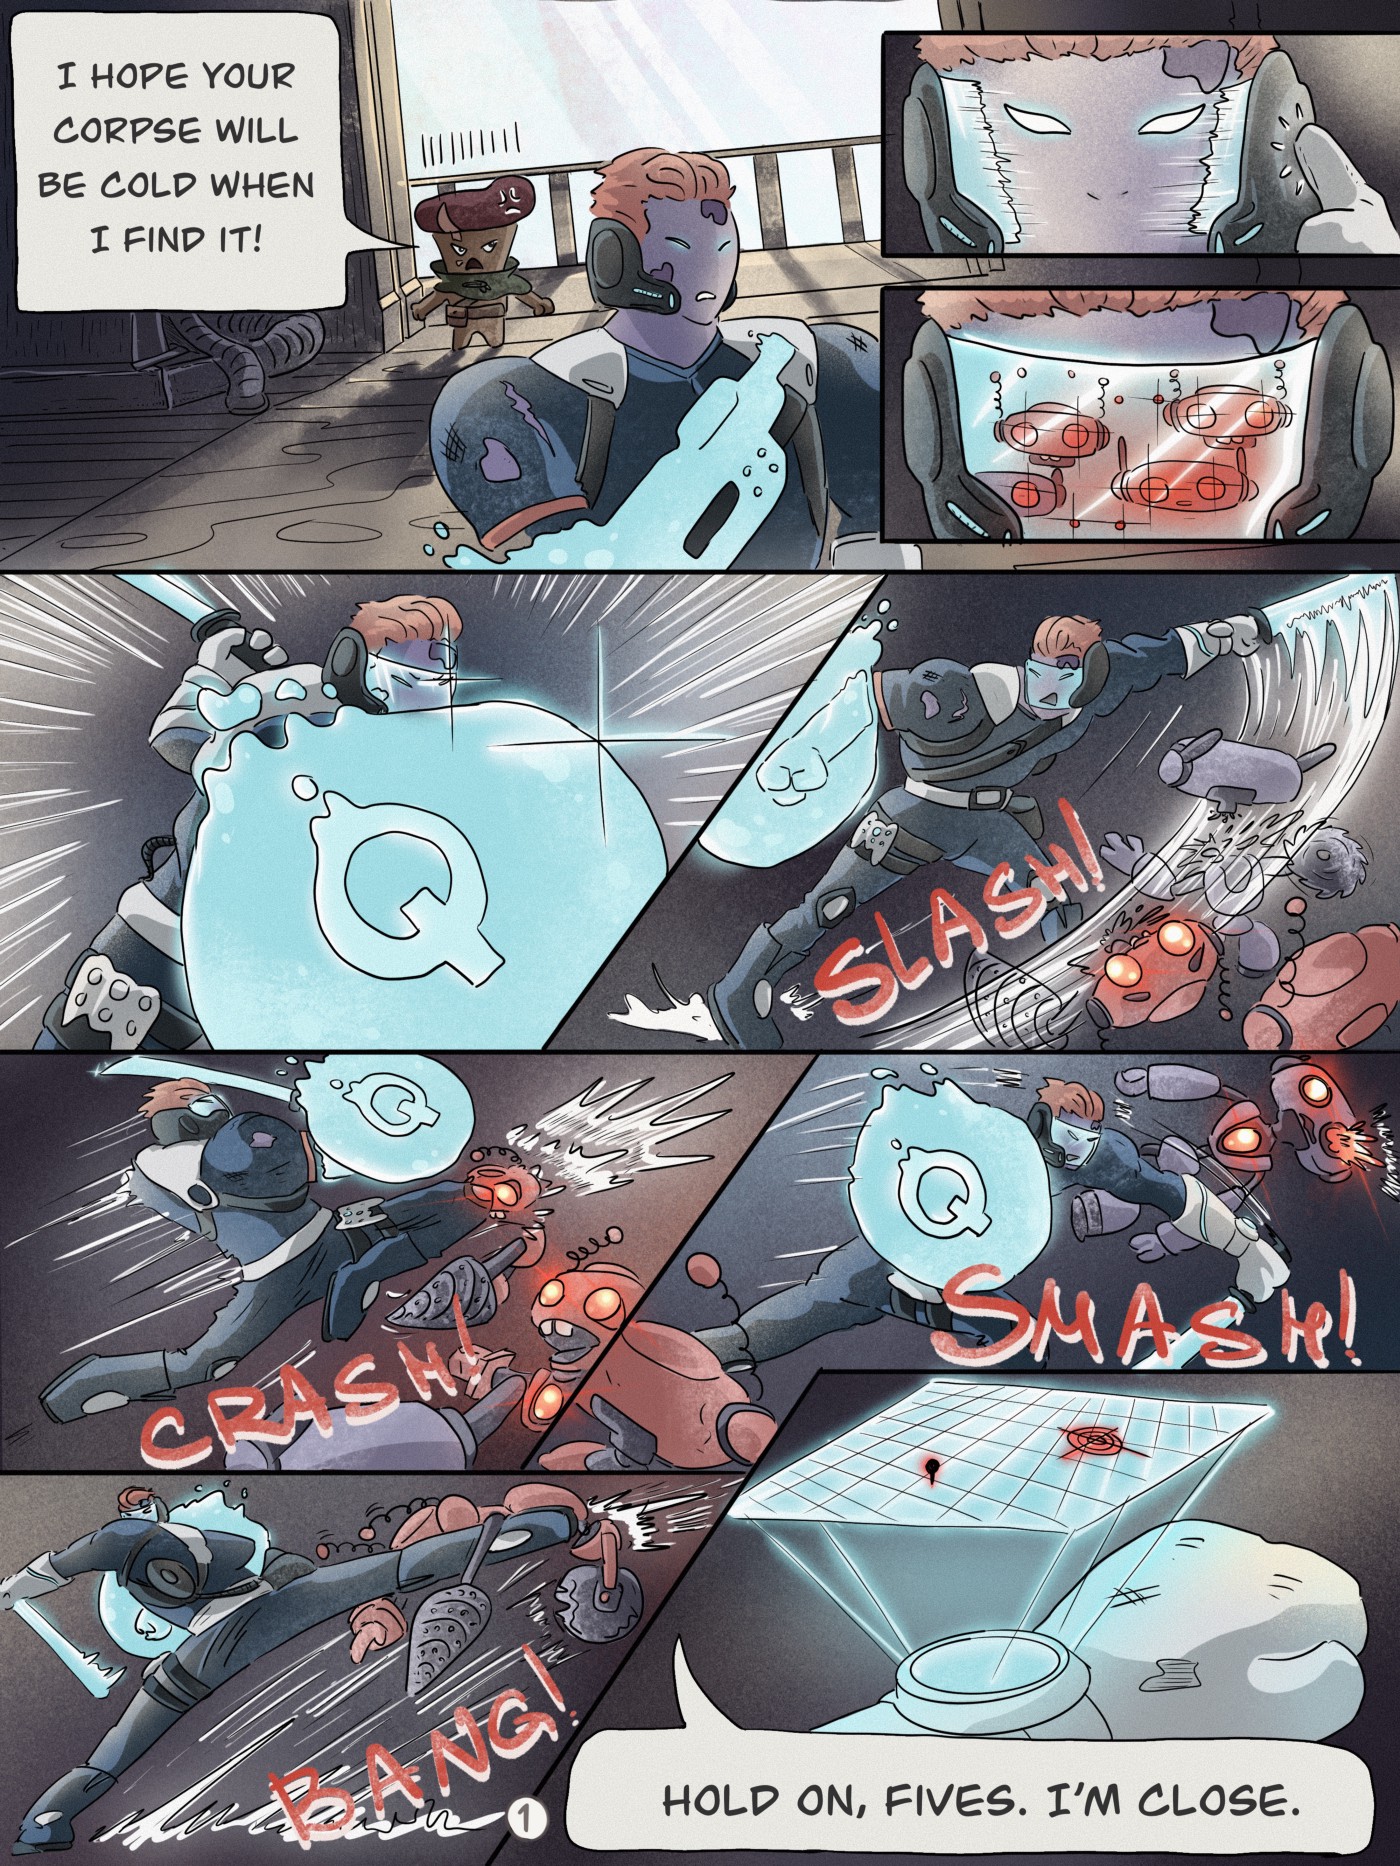 I HOPE YOUR
CORPSE WILL
BE COLD WHEN
I FIND IT!
Q
SLASH!
Q
CRASH!
Q
SMASH!
BANG!
HOLD ON, FIVES. I'M CLOSE.
1